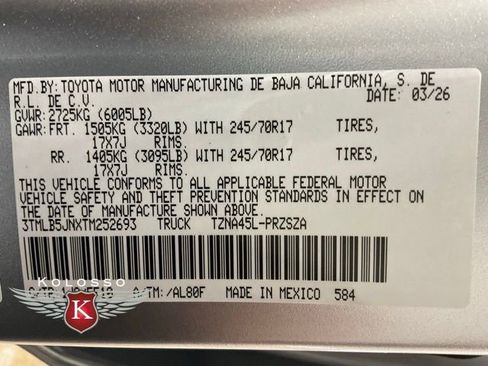 MFD.BY: TOYOTA MOTOR MANUFACTURING DE BAJA CALIFORNIA, S. DE
R.L. DE C.V. DATE: 03/26
GVWR: 2725KG (6005LB)
GAWR: FRT. 1505KG (3320LB) WITH 245/70R17 TIRES,
17X7J RIMS.
RR. 1405KG (3095LB) WITH 245/70R17 TIRES,
17X7J RIMS.
THIS VEHICLE CONFORMS TO ALL APPLICABLE FEDERAL MOTOR
VEHICLE SAFETY AND THEFT PREVENTION STANDARDS IN EFFECT ON
THE DATE OF MANUFACTURE SHOWN ABOVE.
3TMLB5JNXTM252693 TRUCK TZNA45L-PRZSZA
A/TM: /AL80F MADE IN MEXICO 584
KOLOSSO
K